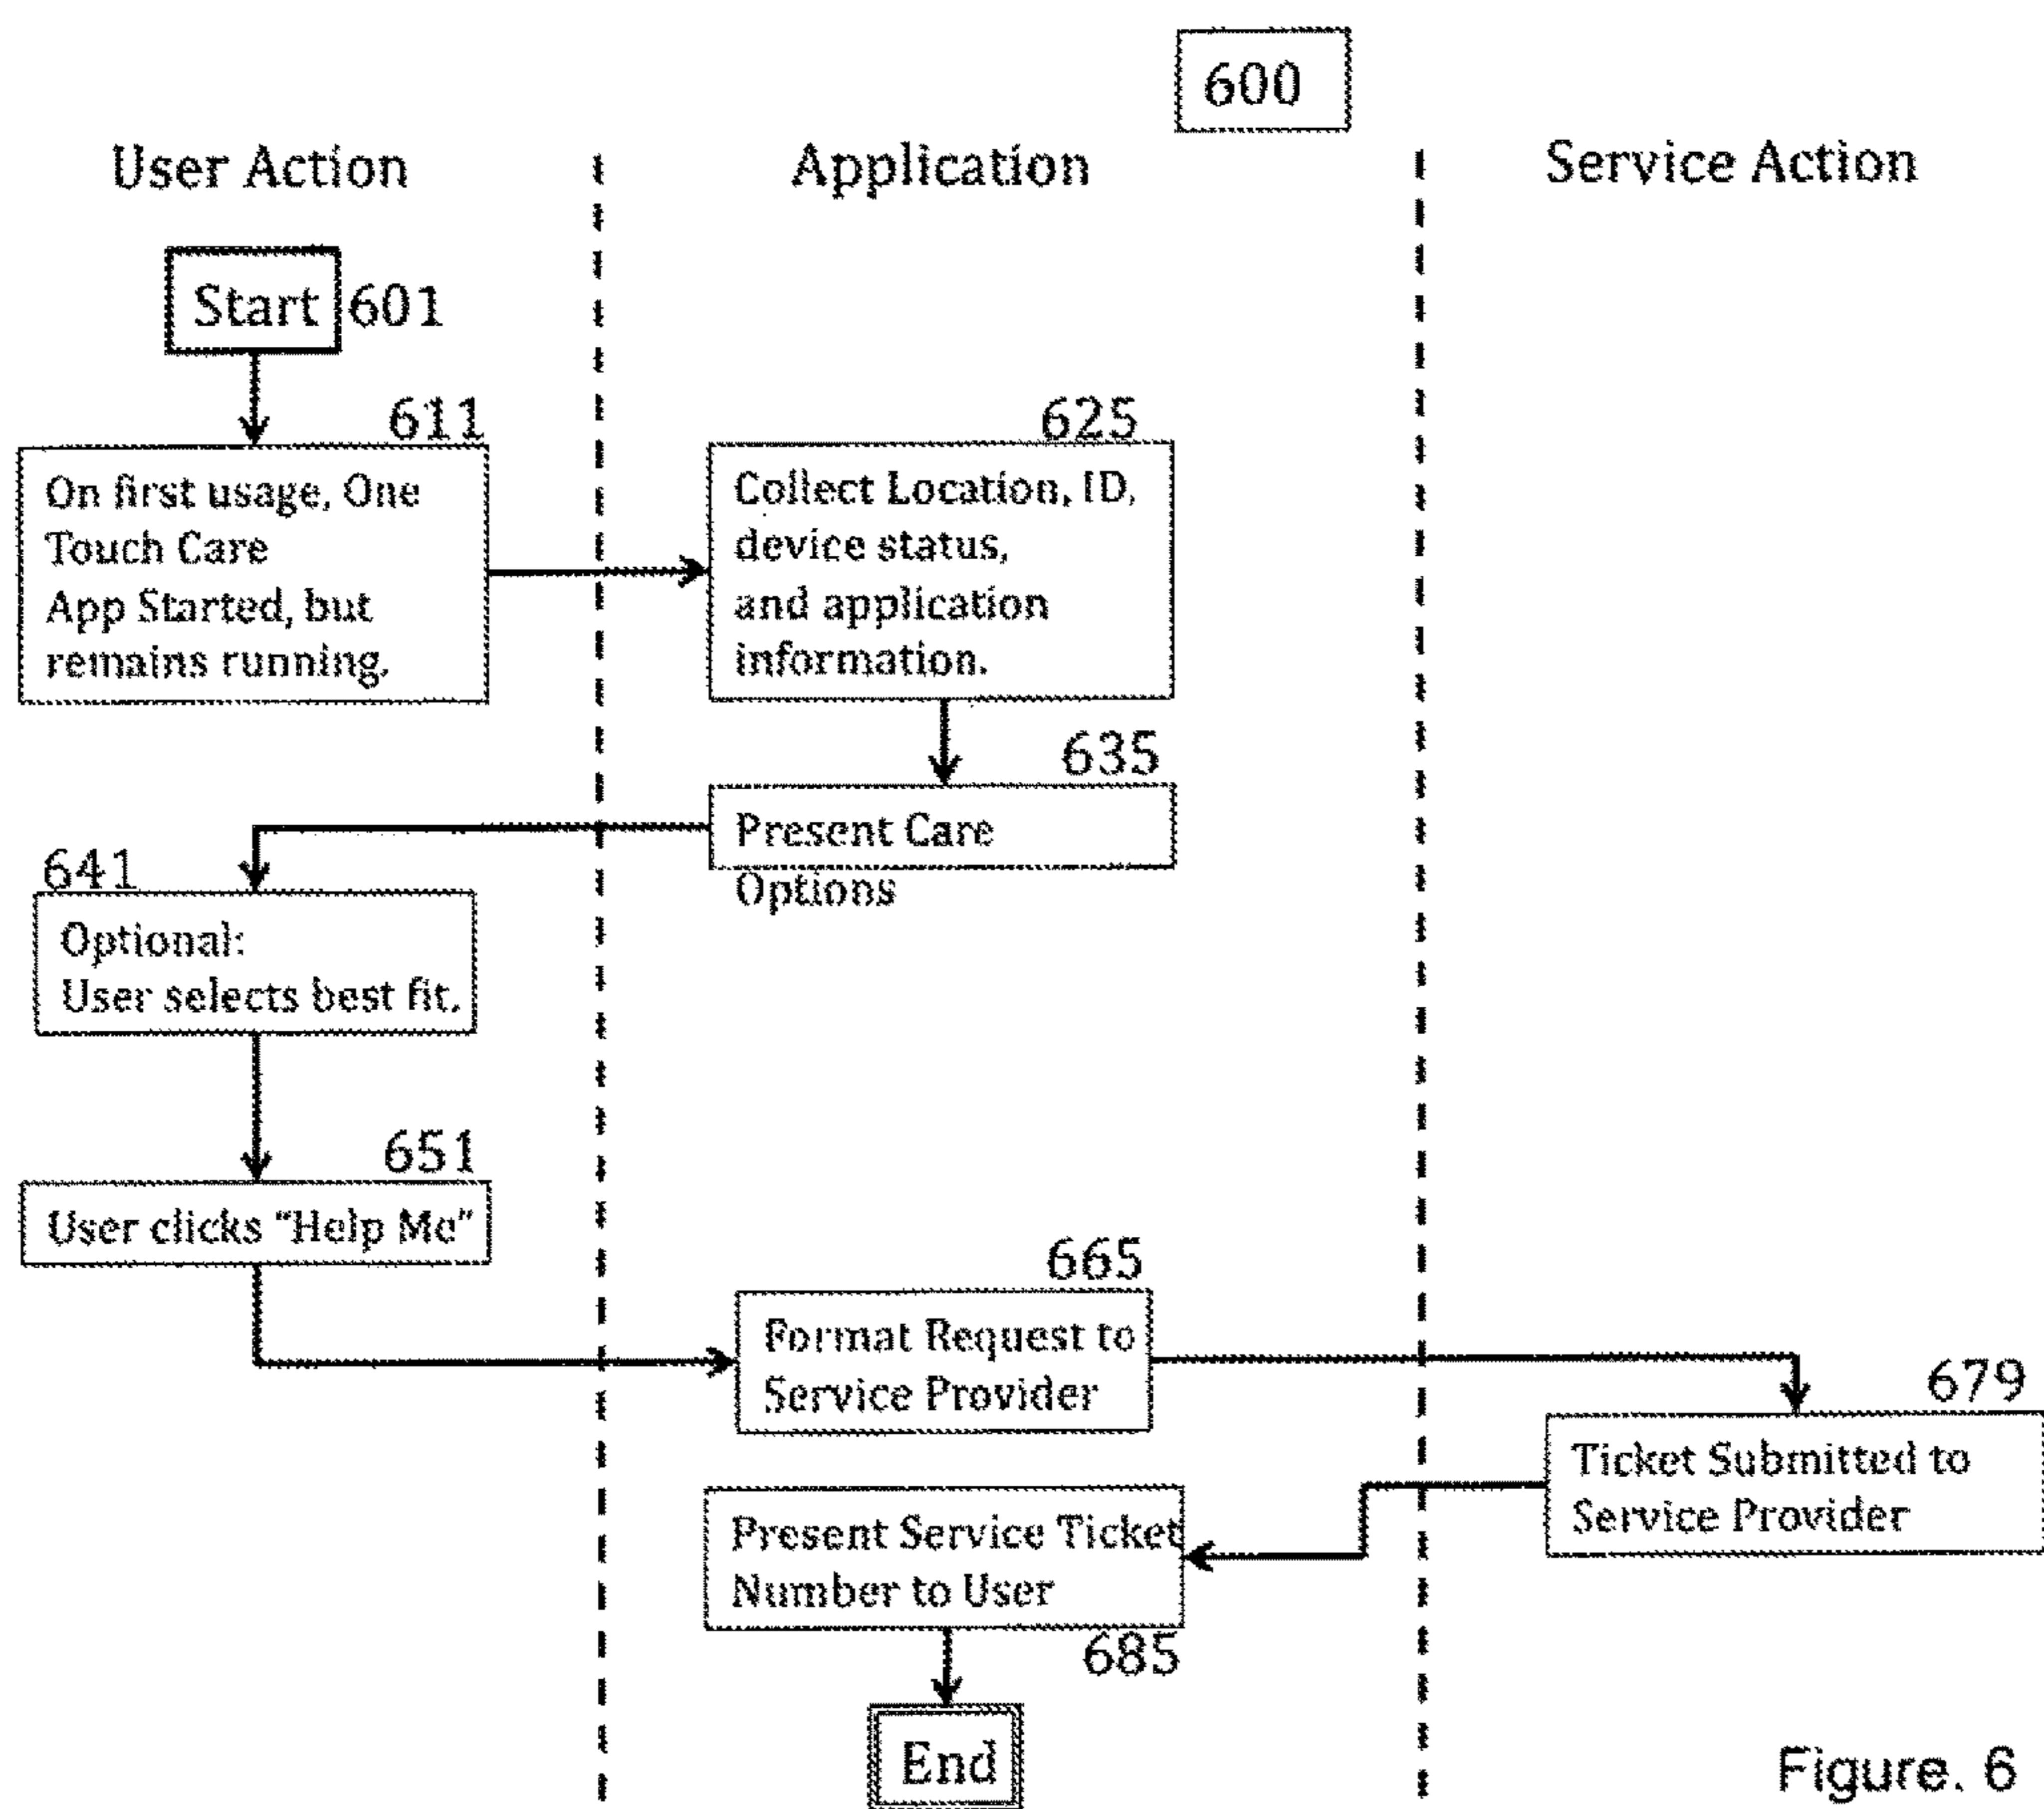 600
User Action
Application
Service Action
Start
601
611
On first usage, One
Touch Care
App Started, but
remains running.
625
Collect Location, ID,
device status,
and application
information.
635
Present Care
Options
641
Optional:
User selects best fit.
651
User clicks "Help Me"
665
Format Request to
Service Provider
679
Ticket Submitted to
Service Provider
Present Service Ticket
Number to User
685
End
Figure. 6